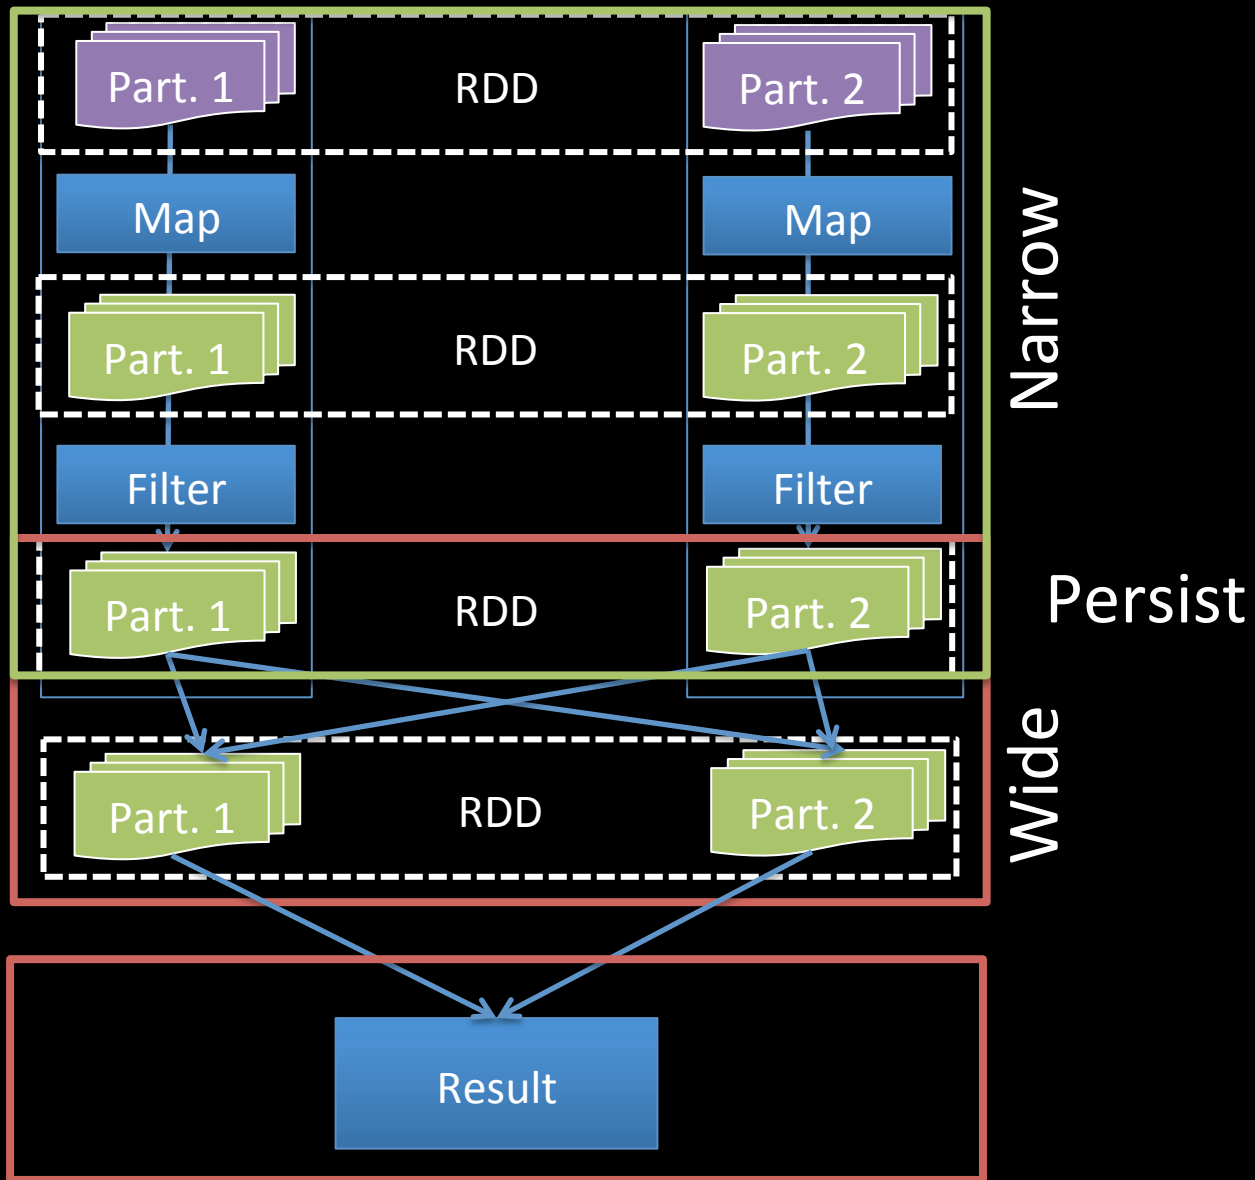 Part. 1
RDD
Part. 2
Map
Map
Narrow
Part. 1
RDD
Part. 2
Filter
Filter
Part. 1
RDD
Part. 2
Persist
Part. 1
RDD
Part. 2
Wide
Result